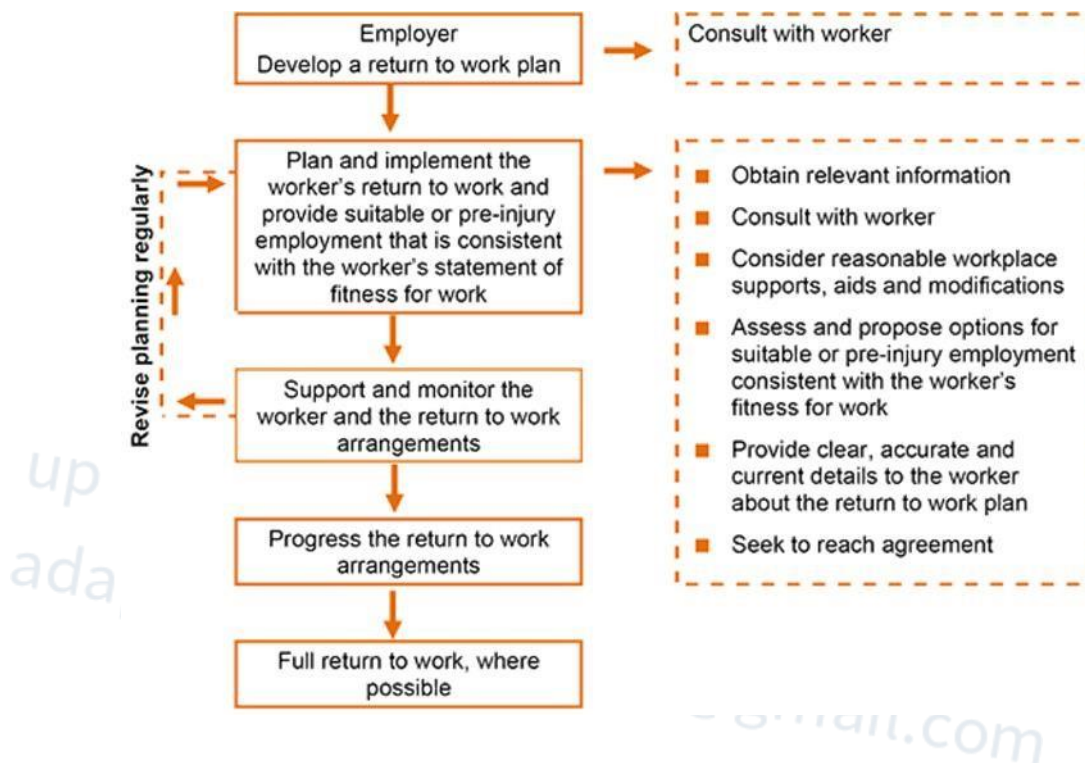 Employer
Develop a return to work plan
Consult with worker
Plan and implement the
worker's return to work and
provide suitable or pre-injury
employment that is consistent
with the worker's statement of
fitness for work
Obtain relevant information
Consult with worker
Consider reasonable workplace
supports, aids and modifications
Assess and propose options for
suitable or pre-injury employment
consistent with the worker's
fitness for work
Provide clear, accurate and
current details to the worker
about the return to work plan
Seek to reach agreement
Revise planning regularly
Support and monitor the
worker and the return to work
arrangements
Progress the return to work
arrangements
Full return to work, where
possible
up
ada